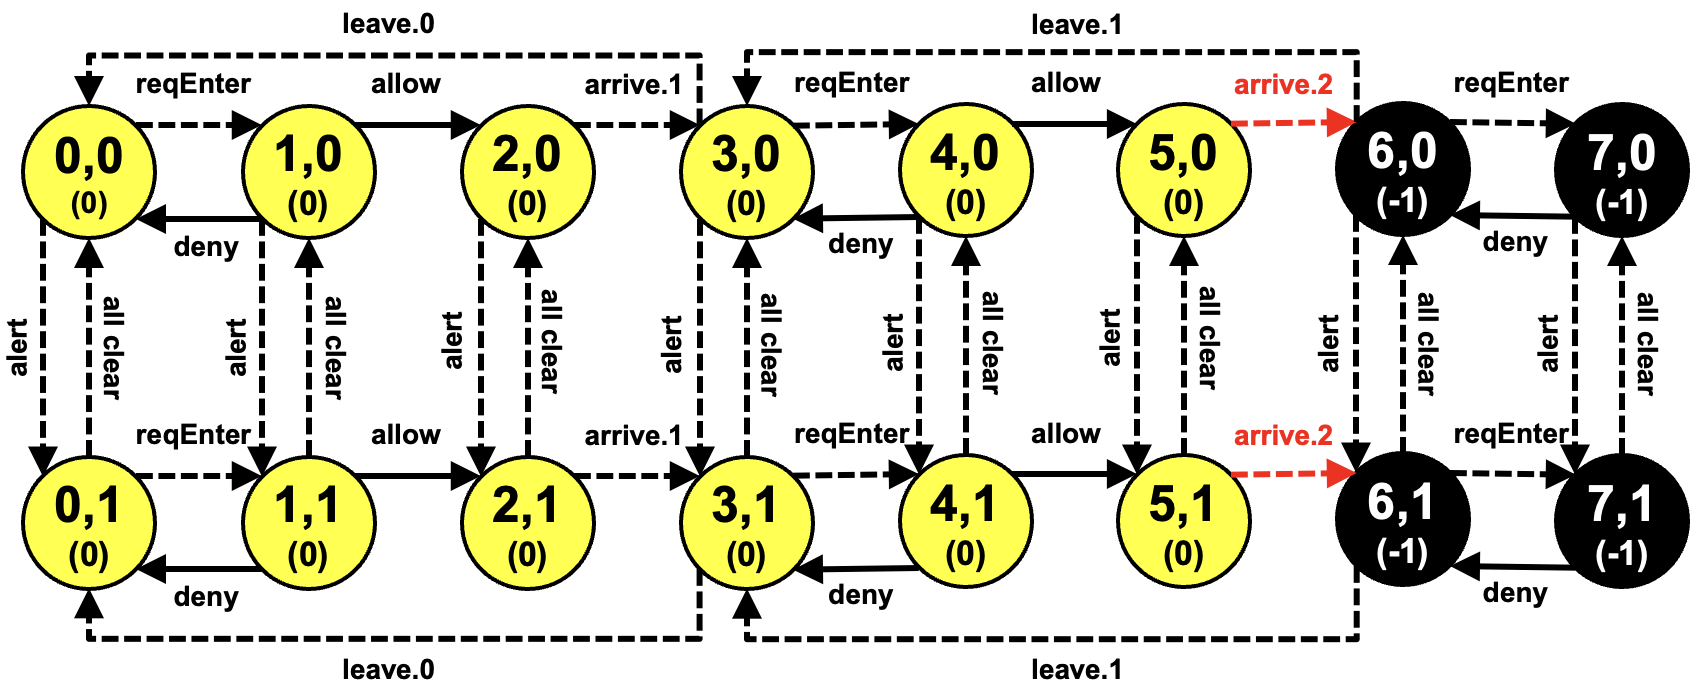 leave.0
leave.1
reqEnter
allow
arrive.1
reqEnter
allow
arrive.2
reqEnter
0,0
(0)
1,0
(0)
2,0
(0)
3,0
(0)
4,0
(0)
5,0
(0)
6,0
(-1)
7,0
(-1)
deny
deny
deny
alert
all clear
alert
all clear
alert
all clear
alert
all clear
alert
all clear
alert
all clear
alert
all clear
alert
all clear
reqEnter
allow
arrive.1
reqEnter
allow
arrive.2
reqEnter
0,1
(0)
1,1
(0)
2,1
(0)
3,1
(0)
4,1
(0)
5,1
(0)
6,1
(-1)
7,1
(-1)
deny
deny
deny
leave.0
leave.1